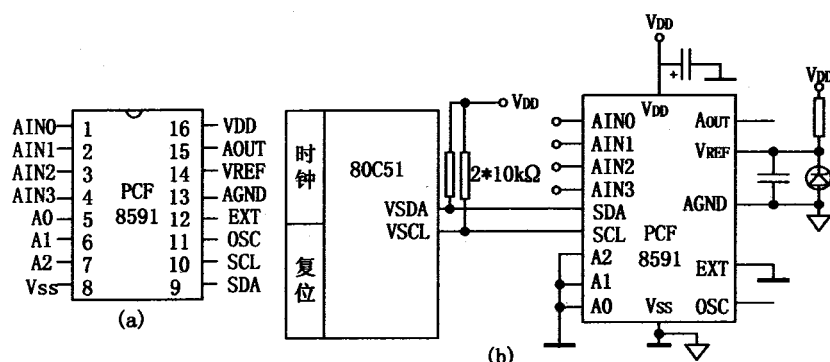 AIN0 1 16 VDD
AIN1 2 15 AOUT
AIN2 3 14 VREF
AIN3 4 PCF 13 AGND
A0 5 8591 12 EXT
A1 6 11 OSC
A2 7 10 SCL
Vss 8 9 SDA
(a)
时钟
复位
80C51
VSDA
VSCL
VDD
2*10kΩ
VDD
VDD
AIN0
AIN1
AIN2
AIN3
SDA
SCL
A2
A1
A0
PCF
8591
VSS
AOUT
VREF
AGND
EXT
OSC
+
VDD
(b)